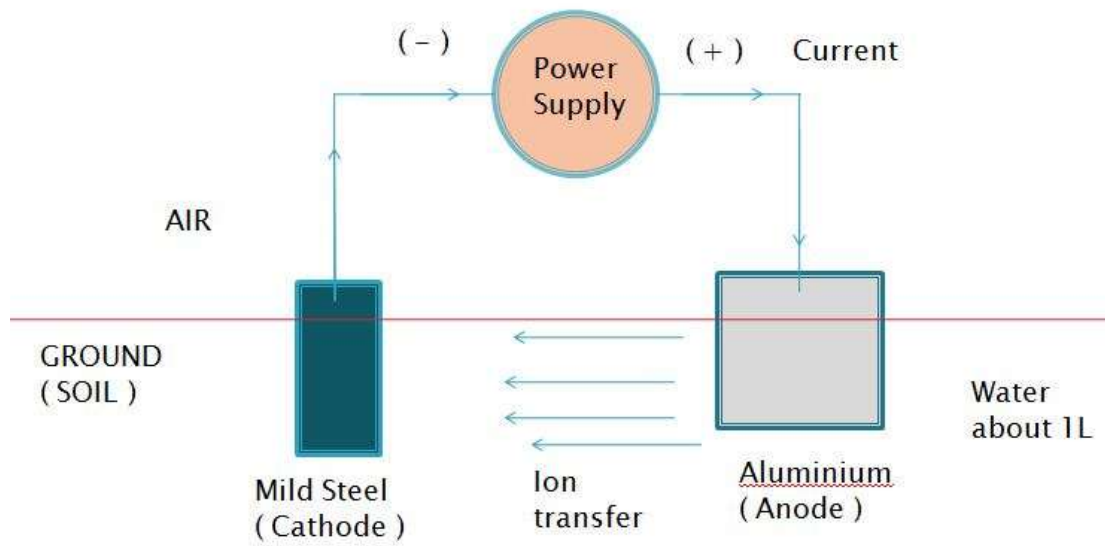 ( - )
( + )
Current
Power
Supply
AIR
GROUND
( SOIL )
Water
about 1L
Mild Steel
( Cathode )
Ion
transfer
Aluminium
( Anode )